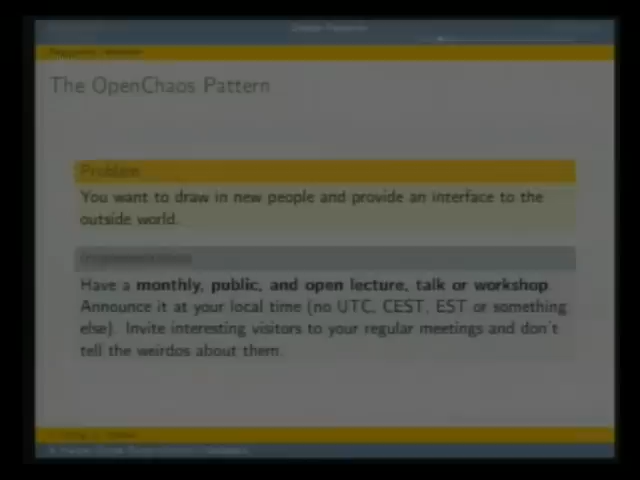 The OpenChaos Pattern
Problem
You want to draw in new people and provide an interface to the
outside world.
Implementation
Have a monthly, public, and open lecture, talk or workshop.
Announce it at your local time (no UTC, CEST, EST or something
else). Invite interesting visitors to your regular meetings and don't
tell the weirdos about them.